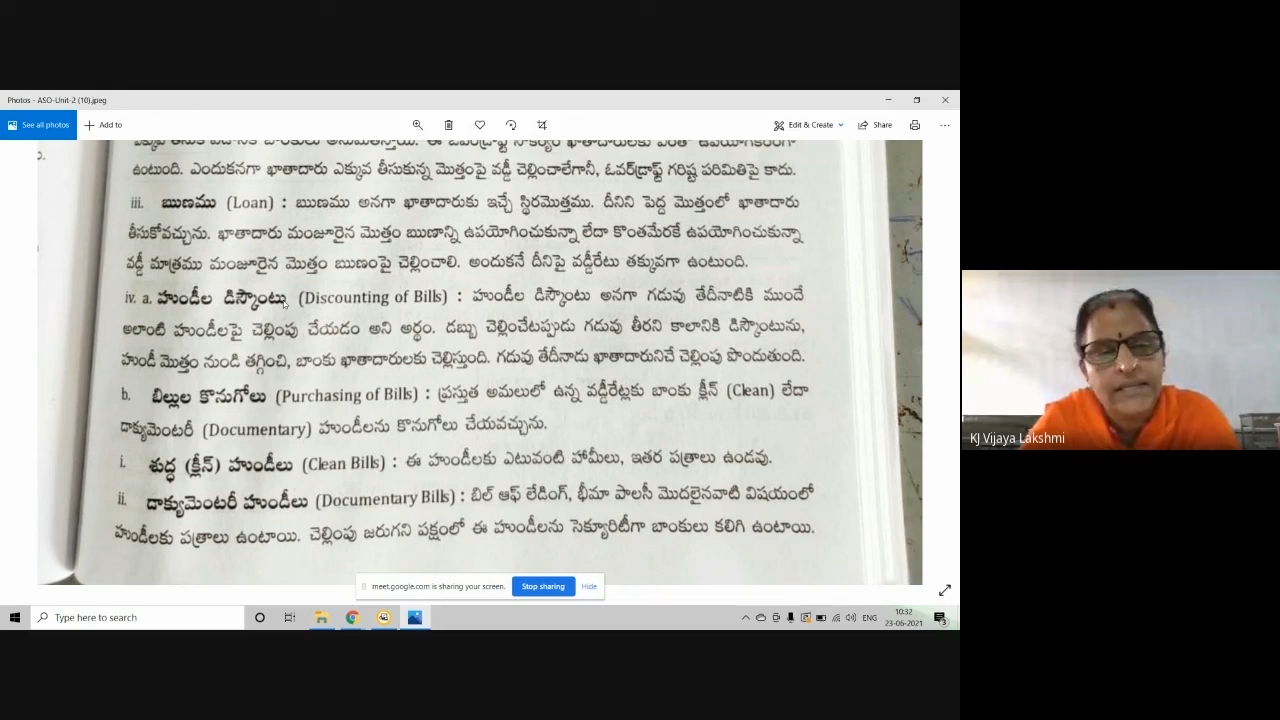 Photos - ASO-Unit-2 (10).jpeg
See all photos
Add to
Edit & Create
Share
ఉంటుంది. ఎందుకనగా ఖాతాదారు ఎక్కువ తీసుకున్న మొత్తంపై వడ్డీ చెల్లించాలేగానీ, ఓవర్‌డ్రాఫ్ట్ గరిష్ట పరిమితిపై కాదు.
iii. ఋణము (Loan) : ఋణము అనగా ఖాతాదారుకు ఇచ్చే స్థిరమొత్తము. దీనిని పెద్ద మొత్తంలో ఖాతాదారు
తీసుకోవచ్చును. ఖాతాదారు మంజూరైన మొత్తం ఋణాన్ని ఉపయోగించుకున్నా లేదా కొంతమేరకే ఉపయోగించుకున్నా
వడ్డీ మాత్రము మంజూరైన మొత్తం ఋణంపై చెల్లించాలి. అందుకనే దీనిపై వడ్డీరేటు తక్కువగా ఉంటుంది.
iv. a. హుండీల డిస్కౌంటు (Discounting of Bills) : హుండీల డిస్కౌంటు అనగా గడువు తేదీనాటికి ముందే
అలాంటి హుండీలపై చెల్లింపు చేయడం అని అర్థం. డబ్బు చెల్లించేటప్పుడు గడువు తీరని కాలానికి డిస్కౌంటును,
హుండీ మొత్తం నుండి తగ్గించి, బాంకు ఖాతాదారులకు చెల్లిస్తుంది. గడువు తేదీనాడు ఖాతాదారునిచే చెల్లింపు పొందుతుంది.
b. బిల్లుల కొనుగోలు (Purchasing of Bills) : ప్రస్తుత అమలులో ఉన్న వడ్డీరేట్లకు బాంకు క్లీన్ (Clean) లేదా
డాక్యుమెంటరీ (Documentary) హుండీలను కొనుగోలు చేయవచ్చును.
i. శుద్ధ (క్లీన్) హుండీలు (Clean Bills) : ఈ హుండీలకు ఎటువంటి హామీలు, ఇతర పత్రాలు ఉండవు.
ii. డాక్యుమెంటరీ హుండీలు (Documentary Bills) : బిల్ ఆఫ్ లేడింగ్, భీమా పాలసీ మొదలైనవాటి విషయంలో
హుండీలకు పత్రాలు ఉంటాయి. చెల్లింపు జరుగని పక్షంలో ఈ హుండీలను సెక్యూరిటీగా బాంకులు కలిగి ఉంటాయి.
KJ Vijaya Lakshmi
meet.google.com is sharing your screen.
Stop sharing
Hide
Type here to search
ENG
10:32
23-06-2021